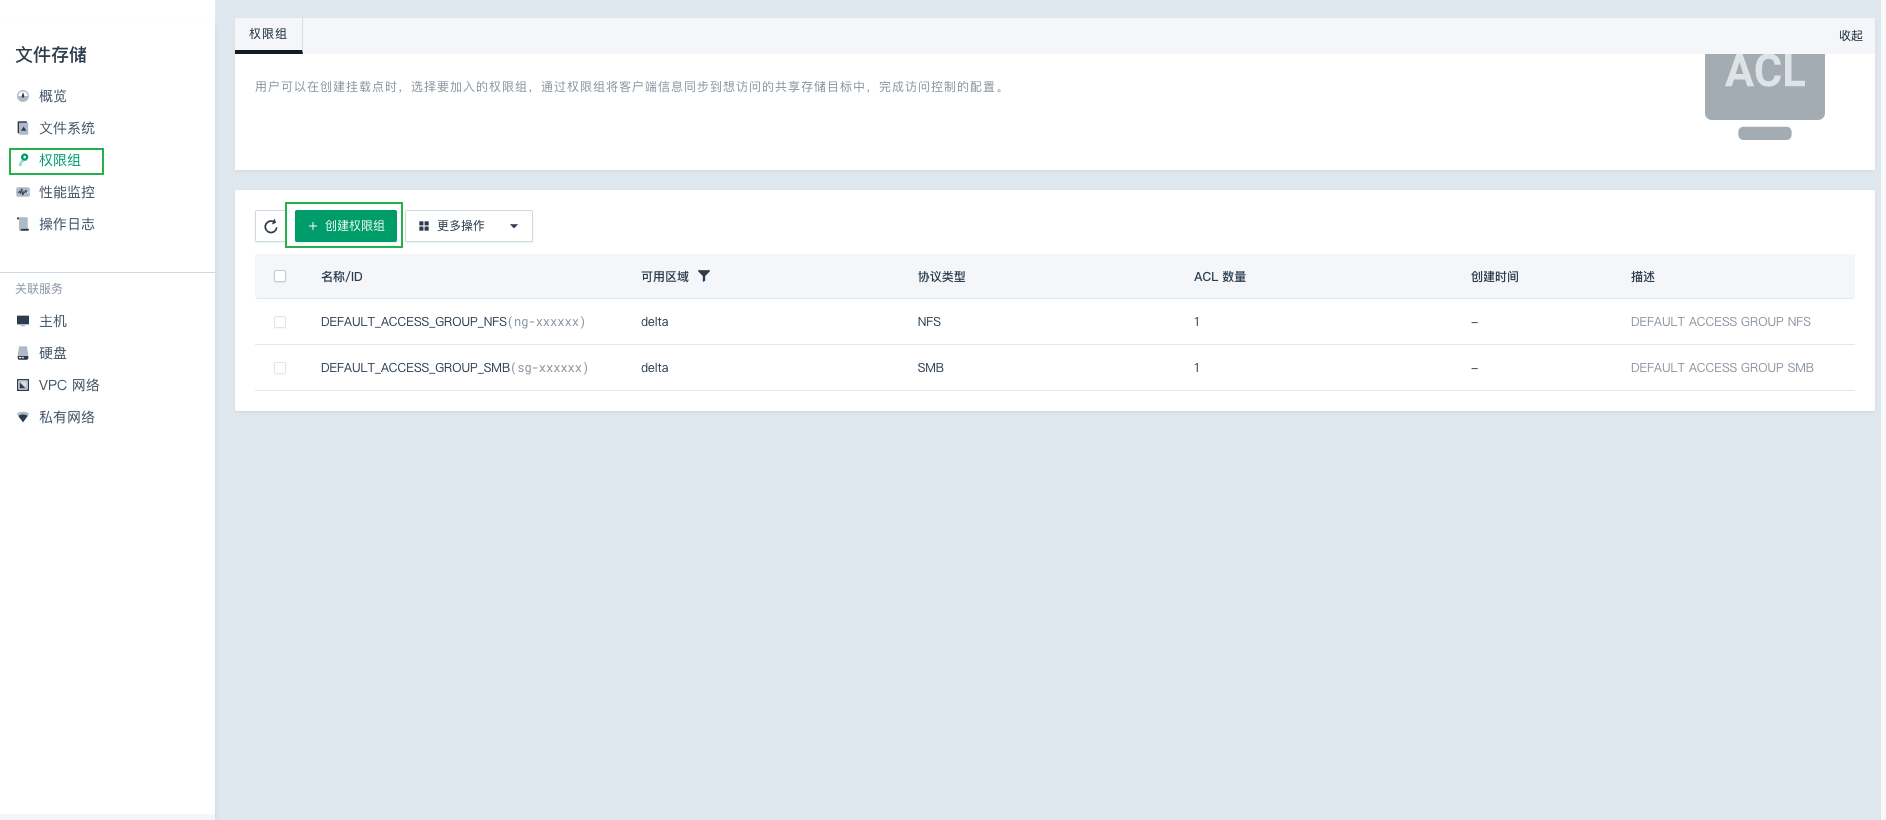 文件存储
概览
文件系统
权限组
性能监控
操作日志
关联服务
主机
硬盘
VPC 网络
私有网络
权限组
收起
用户可以在创建挂载点时，选择要加入的权限组，通过权限组将客户端信息同步到想访问的共享存储目标中，完成访问控制的配置。
ACL
+ 创建权限组 更多操作
名称/ID 可用区域 协议类型 ACL 数量 创建时间 描述
DEFAULT_ACCESS_GROUP_NFS(ng-xxxxxx) delta NFS 1 – DEFAULT ACCESS GROUP NFS
DEFAULT_ACCESS_GROUP_SMB(sg-xxxxxx) delta SMB 1 – DEFAULT ACCESS GROUP SMB